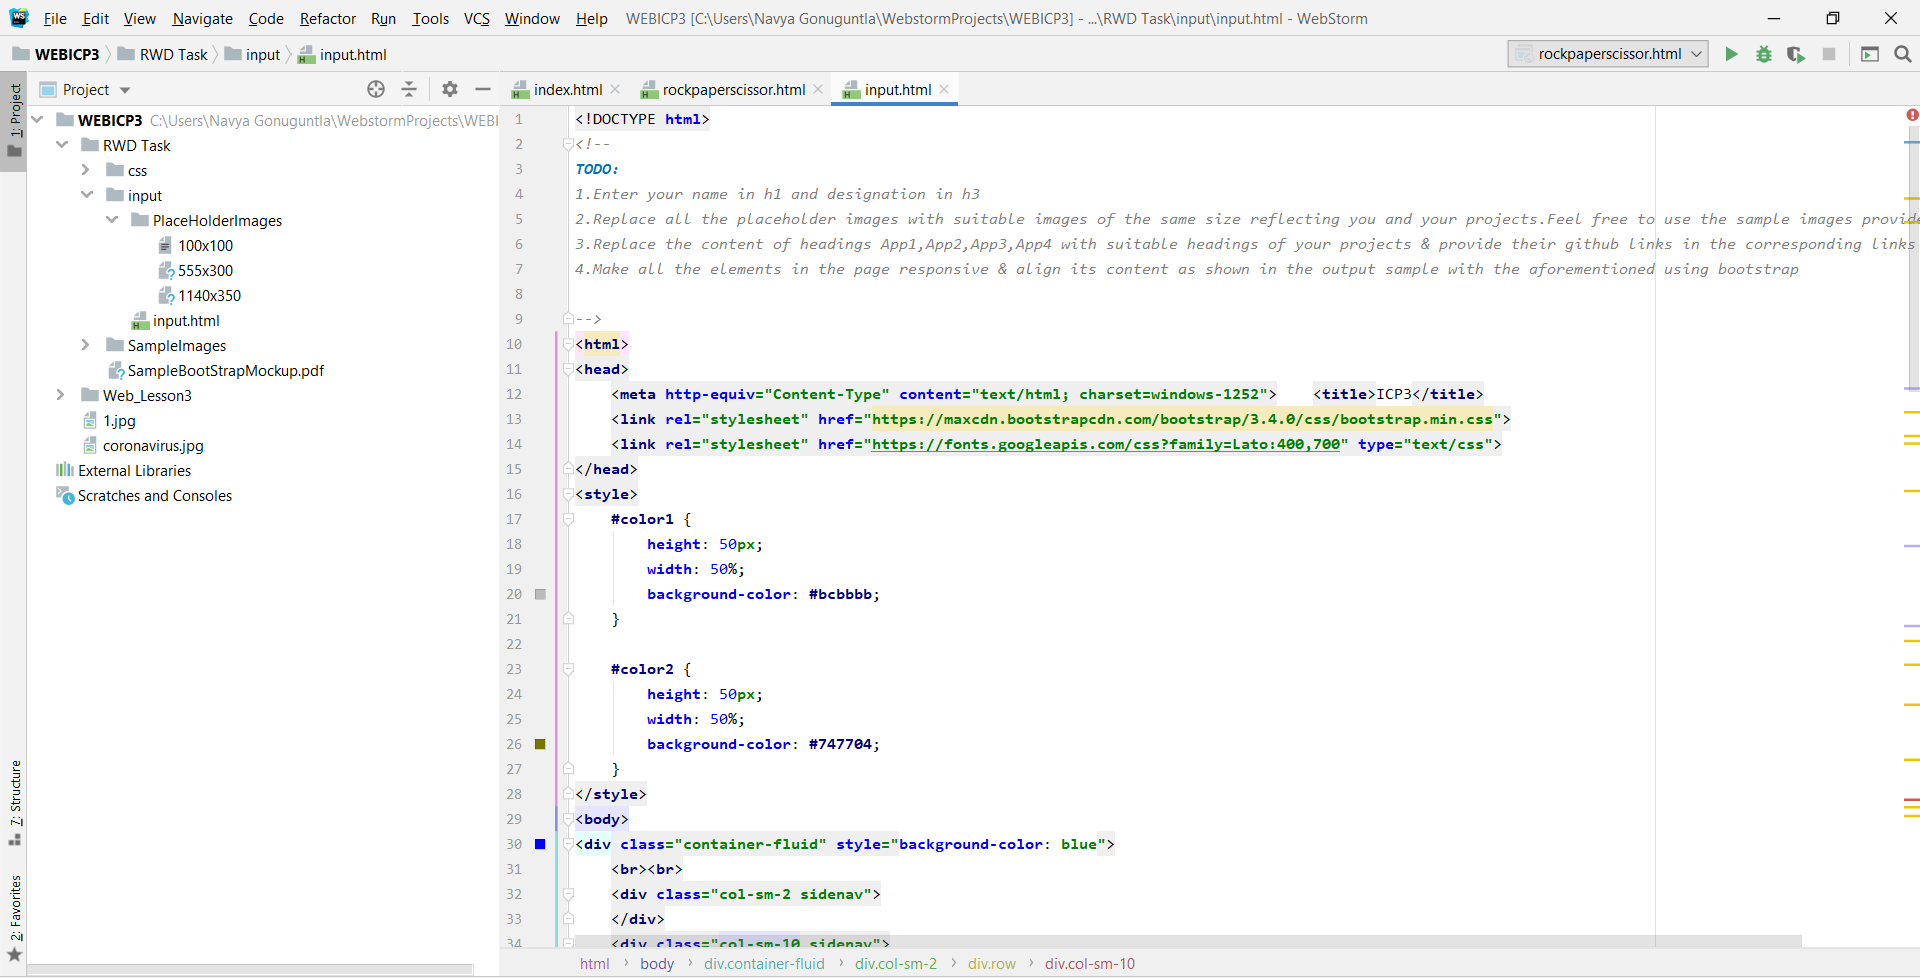 File Edit View Navigate Code Refactor Run Tools VCS Window Help WEBICP3 [C:\Users\Navya Gonuguntla\WebstormProjects\WEBICP3] - ...\RWD Task\input\input.html - WebStorm
WEBICP3 RWD Task input input.html rockpaperscissor.html
Project
index.html rockpaperscissor.html input.html
1: Project
7: Structure
2: Favorites
WEBICP3 C:\Users\Navya Gonuguntla\WebstormProjects\WEBI
RWD Task
css
input
PlaceHolderImages
100x100
555x300
1140x350
input.html
SampleImages
SampleBootStrapMockup.pdf
Web_Lesson3
1.jpg
coronavirus.jpg
External Libraries
Scratches and Consoles
1 <!DOCTYPE html>
2 <!--
3 TODO:
4 1.Enter your name in h1 and designation in h3
5 2.Replace all the placeholder images with suitable images of the same size reflecting you and your projects.Feel free to use the sample images provide
6 3.Replace the content of headings App1,App2,App3,App4 with suitable headings of your projects & provide their github links in the corresponding links
7 4.Make all the elements in the page responsive & align its content as shown in the output sample with the aforementioned using bootstrap
8
9 -->
10 <html>
11 <head>
12 <meta http-equiv="Content-Type" content="text/html; charset=windows-1252"> <title>ICP3</title>
13 <link rel="stylesheet" href="https://maxcdn.bootstrapcdn.com/bootstrap/3.4.0/css/bootstrap.min.css">
14 <link rel="stylesheet" href="https://fonts.googleapis.com/css?family=Lato:400,700" type="text/css">
15 </head>
16 <style>
17 #color1 {
18 height: 50px;
19 width: 50%;
20 background-color: #bcbbbb;
21 }
22
23 #color2 {
24 height: 50px;
25 width: 50%;
26 background-color: #747704;
27 }
28 </style>
29 <body>
30 <div class="container-fluid" style="background-color: blue">
31 <br><br>
32 <div class="col-sm-2 sidenav">
33 </div>
34 <div class="col-sm-10 sidenav">
html body div.container-fluid div.col-sm-2 div.row div.col-sm-10